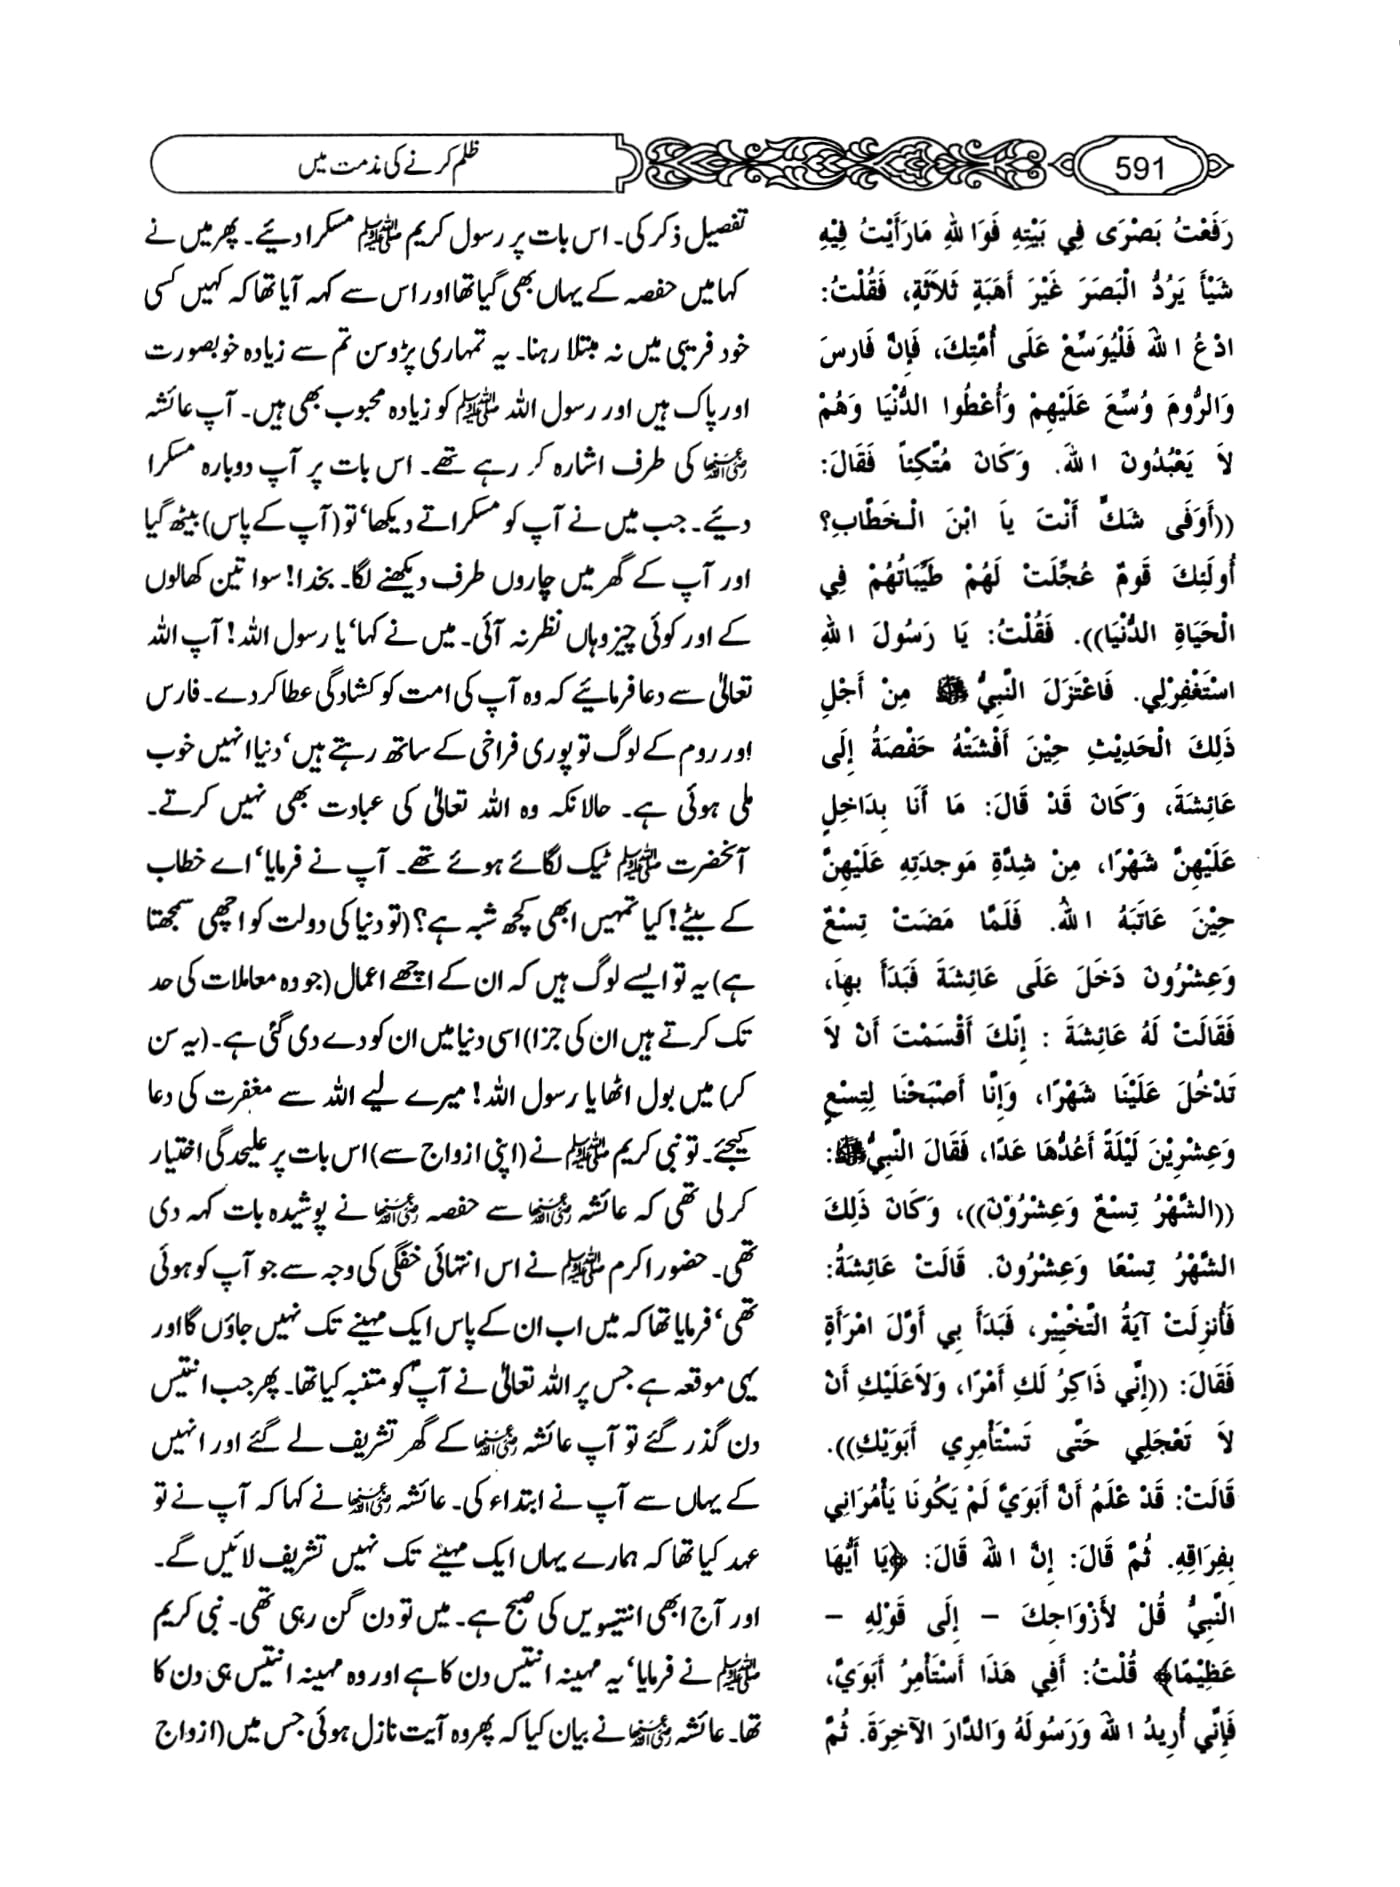 591
ظلم کرنے کی مذمت میں
رَفَعْتُ بَصْرَى فِي بَيْتِهِ فَوَا للهِ مَارَأَيْتُ فِيْهِ
شَيْأَ يَرُدُّ الْبَصَرَ غَيْرَ أَهَبَةٍ ثَلاَثَةٍ، فَقُلْتُ:
ادْعُ اللهَ فَلْيُوَسِّعْ عَلَى أُمَّتِكَ، فَإِنَّ فَارِسَ
وَالرُّومَ وُسِّعَ عَلَيْهِمْ وَأُعْطُوا الدُّنْيَا وَهُمْ
لاَ يَعْبُدُونَ اللهَ. وَكَانَ مُتَّكِئاً فَقَالَ:
((أَوَفَى شَكٍّ أَنْتَ يَا ابْنَ الْخَطَّابِ؟
أُولَئِكَ قَومٌ عُجِّلَتْ لَهُمْ طَيِّبَاتُهُمْ فِي
الْحَيَاةِ الدُّنْيَا)). فَقُلْتُ: يَا رَسُولَ اللهِ
اسْتَغْفِرْلِي. فَاعْتَزَلَ النَّبِيُّ ﷺ مِنْ أَجْلِ
ذَلِكَ الْحَدِيْثِ حِيْنَ أَفْشَتْهُ حَفْصَةُ إِلَى
عَائِشَةَ، وَكَانَ قَدْ قَالَ: مَا أَنَا بِدَاخِلٍ
عَلَيْهِنَّ شَهْرًا، مِنْ شِدَّةِ مَوجدَتِهِ عَلَيْهِنَّ
حِيْنَ عَاتَبَهُ اللهُ. فَلَمَّا مَضَتْ تِسْعٌ
وَعِشْرُونَ دَخَلَ عَلَى عَائِشَةَ فَبَدَأَ بِهَا،
فَقَالَتْ لَهُ عَائِشَةَ : إِنَّكَ أَقْسَمْتَ أَنْ لاَ
تَدْخُلَ عَلَيْنَا شَهْرًا، وَإِنَّا أَصْبَحْنَا لِتِسْعٍ
وَعِشْرِيْنَ لَيْلَةً أَعُدُّهَا عَدًا، فَقَالَ النَّبِيُّ ﷺ:
((الشَّهْرُ تِسْعٌ وَعِشْرُوْنَ))، وَكَانَ ذَلِكَ
الشَّهْرُ تِسْعًا وَعِشْرُونَ. قَالَتْ عَائِشَةُ:
فَأُنزِلَتْ آيَةُ التَّخْيِيْرِ، فَبَدَأَ بِي أَوَّلَ امْرَأَةٍ
فَقَالَ: ((إِنِّي ذَاكِرُ لَكِ أَمْرًا، وَلاَعَلَيْكِ أَنْ
لاَ تَعْجَلِي حَتَّى تَسْتَأْمِرِي أَبَوَيْكِ)).
قَالَتْ: قَدْ عَلَمُ أَنَّ أَبَوَيَّ لَمْ يَكُونَا يَأْمُرَانِي
بِفِرَاقِهِ. ثُمَّ قَالَ: إِنَّ اللهَ قَالَ: ﴿يَا أَيُّهَا
النَّبِيُّ قُلْ لأَزْوَاجِكَ – إِلَى قَوْلِهِ –
عَظِيْمًا﴾ قُلْتُ: أَفِي هَذَا أَسْتَأْمِرُ أَبَوَيَّ،
فَإِنِّي أُرِيدُ اللهَ وَرَسُولَهُ وَالدَّارَ الآخِرَةَ. ثُمَّ
تفصیل ذکر کی۔ اس بات پر رسول کریم ﷺ مسکرا دیئے۔ پھر میں نے
کہا میں حفصہ کے یہاں بھی گیا تھا اور اس سے کہہ آیا تھا کہ کہیں کسی
خود فریبی میں نہ مبتلا رہنا۔ یہ تمہاری پڑوسن تم سے زیادہ خوبصورت
اور پاک ہیں اور رسول اللہ ﷺ کو زیادہ محبوب بھی ہیں۔ آپ عائشہ
رضی اللہ عنہا کی طرف اشارہ کر رہے تھے۔ اس بات پر آپ دوبارہ مسکرا
دیئے۔ جب میں نے آپ کو مسکراتے دیکھا‘ تو (آپ کے پاس) بیٹھ گیا
اور آپ کے گھر میں چاروں طرف دیکھنے لگا۔ بخدا! سوا تین کھالوں
کے اور کوئی چیز وہاں نظر نہ آئی۔ میں نے کہا‘ یا رسول اللہ! آپ اللہ
تعالیٰ سے دعا فرمائیے کہ وہ آپ کی امت کو کشادگی عطا کر دے۔ فارس
اور روم کے لوگ تو پوری فراخی کے ساتھ رہتے ہیں‘ دنیا انہیں خوب
ملی ہوئی ہے۔ حالانکہ وہ اللہ تعالیٰ کی عبادت بھی نہیں کرتے۔
آنحضرت ﷺ ٹیک لگائے ہوئے تھے۔ آپ نے فرمایا‘ اے خطاب
کے بیٹے! کیا تمہیں ابھی کچھ شبہ ہے؟ (تو دنیا کی دولت کو اچھی سمجھتا
ہے) یہ تو ایسے لوگ ہیں کہ ان کے اچھے اعمال (جو وہ معاملات کی حد
تک کرتے ہیں ان کی جزا) اسی دنیا میں ان کو دے دی گئی ہے۔ (یہ سن
کر) میں بول اٹھا یا رسول اللہ! میرے لیے اللہ سے مغفرت کی دعا
کیجئے۔ تو نبی کریم ﷺ نے (اپنی ازواج سے) اس بات پر علیحدگی اختیار
کر لی تھی کہ عائشہ رضی اللہ عنہا سے حفصہ رضی اللہ عنہا نے پوشیدہ بات کہہ دی
تھی۔ حضور اکرم ﷺ نے اس انتہائی خفگی کی وجہ سے جو آپ کو ہوئی
تھی‘ فرمایا تھا کہ میں اب ان کے پاس ایک مہینے تک نہیں جاؤں گا اور
یہی موقعہ ہے جس پر اللہ تعالیٰ نے آپؐ کو متنبہ کیا تھا۔ پھر جب انتیس
دن گذر گئے تو آپ عائشہ رضی اللہ عنہا کے گھر تشریف لے گئے اور انہیں
کے یہاں سے آپ نے ابتداء کی۔ عائشہ رضی اللہ عنہا نے کہا کہ آپ نے تو
عہد کیا تھا کہ ہمارے یہاں ایک مہینے تک نہیں تشریف لائیں گے۔
اور آج ابھی انتیسویں کی صبح ہے۔ میں تو دن گن رہی تھی۔ نبی کریم
ﷺ نے فرمایا‘ یہ مہینہ انتیس دن کا ہے اور وہ مہینہ انتیس ہی دن کا
تھا۔ عائشہ رضی اللہ عنہا نے بیان کیا کہ پھر وہ آیت نازل ہوئی جس میں (ازواج